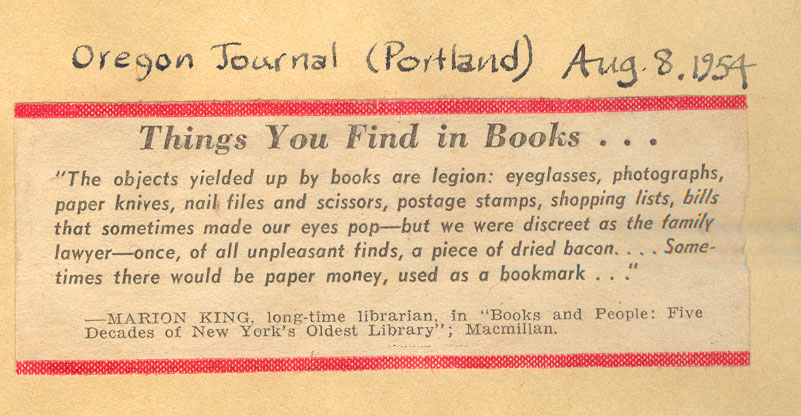 Oregon Journal (Portland) Aug. 8, 1954
Things You Find in Books . . .
"The objects yielded up by books are legion: eyeglasses, photographs,
paper knives, nail files and scissors, postage stamps, shopping lists, bills
that sometimes made our eyes pop—but we were discreet as the family
lawyer—once, of all unpleasant finds, a piece of dried bacon. . . . Some-
times there would be paper money, used as a bookmark . . ."
—MARION KING, long-time librarian, in "Books and People: Five
Decades of New York's Oldest Library"; Macmillan.